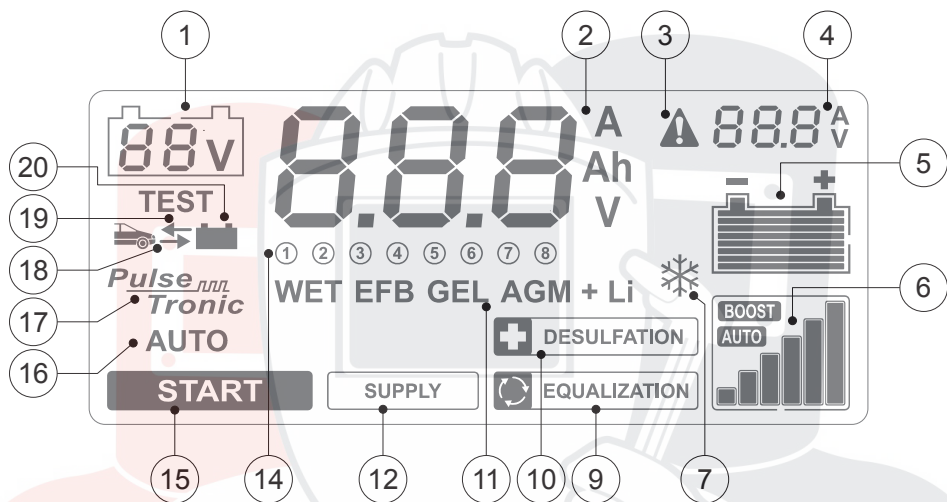 1
2
3
4
88V
8.8.8
A
Ah
V
88.8
A
V
20
5
- +
TEST
19
18
1 2 3 4 5 6 7 8
WET EFB GEL AGM + Li
Pulse
Tronic
17
BOOST
AUTO
6
DESULFATION
AUTO
16
START
SUPPLY
EQUALIZATION
15
14
12
11
10
9
7